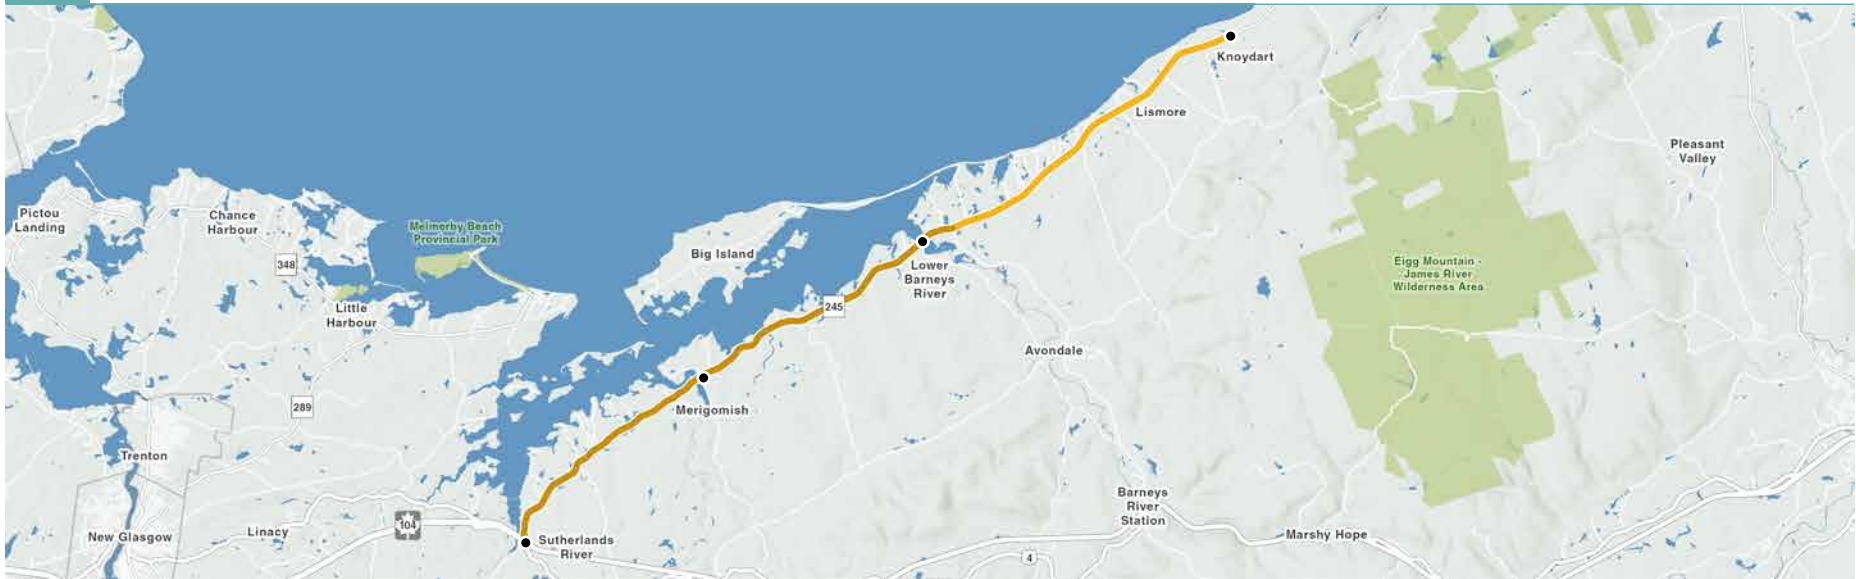 Knoydart
Lismore
Pleasant
Valley
Pictou
Landing
Chance
Harbour
Melmerby Beach
Provincial Park
348
Big Island
Lower
Barneys
River
Eigg Mountain -
James River
Wilderness Area
Little
Harbour
245
Avondale
289
Merigomish
Trenton
Barneys
River
Station
104
New Glasgow
Linacy
Sutherlands
River
Marshy Hope
4